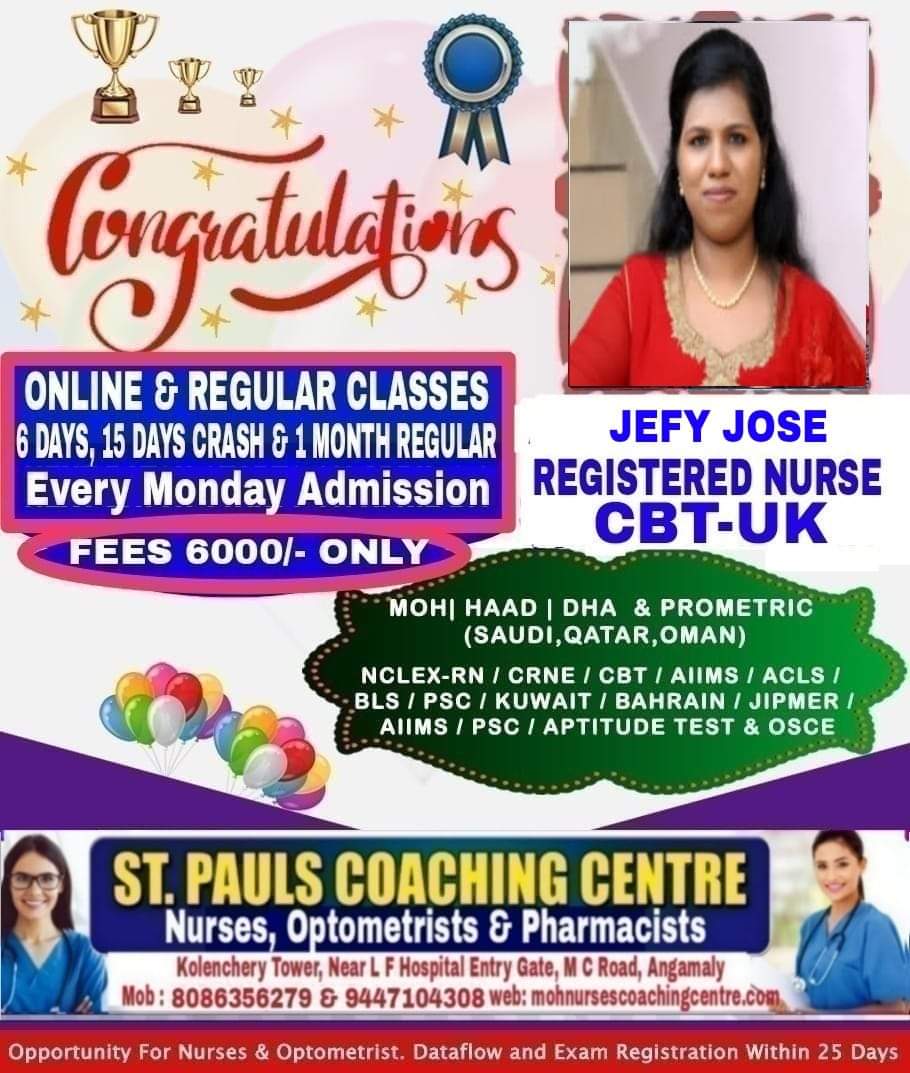 Congratulations
ONLINE & REGULAR CLASSES
6 DAYS, 15 DAYS CRASH & 1 MONTH REGULAR
Every Monday Admission
FEES 6000/- ONLY
JEFY JOSE
REGISTERED NURSE
CBT-UK
MOH| HAAD | DHA & PROMETRIC
(SAUDI,QATAR,OMAN)
NCLEX-RN / CRNE / CBT / AIIMS / ACLS /
BLS / PSC / KUWAIT / BAHRAIN / JIPMER /
AIIMS / PSC / APTITUDE TEST & OSCE
ST. PAULS COACHING CENTRE
Nurses, Optometrists & Pharmacists
Kolenchery Tower, Near L F Hospital Entry Gate, M C Road, Angamaly
Mob : 8086356279 & 9447104308 web: mohnursescoachingcentre.com
Opportunity For Nurses & Optometrist. Dataflow and Exam Registration Within 25 Days